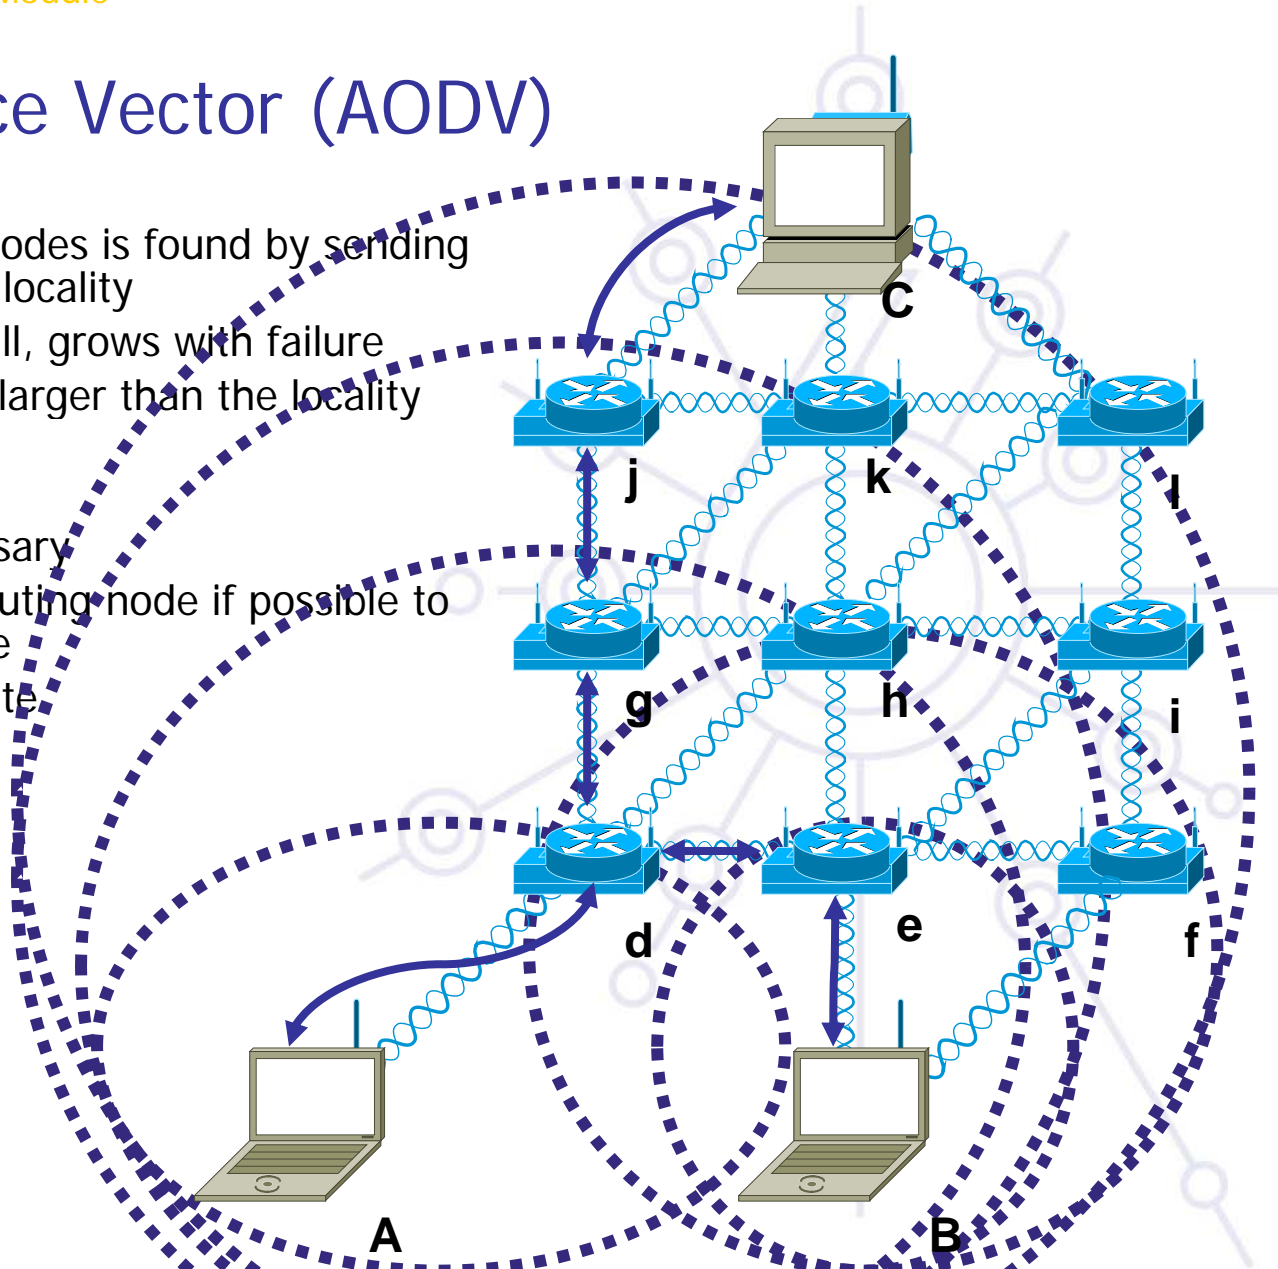 Module
ce Vector (AODV)
odes is found by sending
locality
ll, grows with failure
larger than the locality
sary
uting node if possible to
e
te
C
j
k
l
g
h
i
d
e
f
A
B